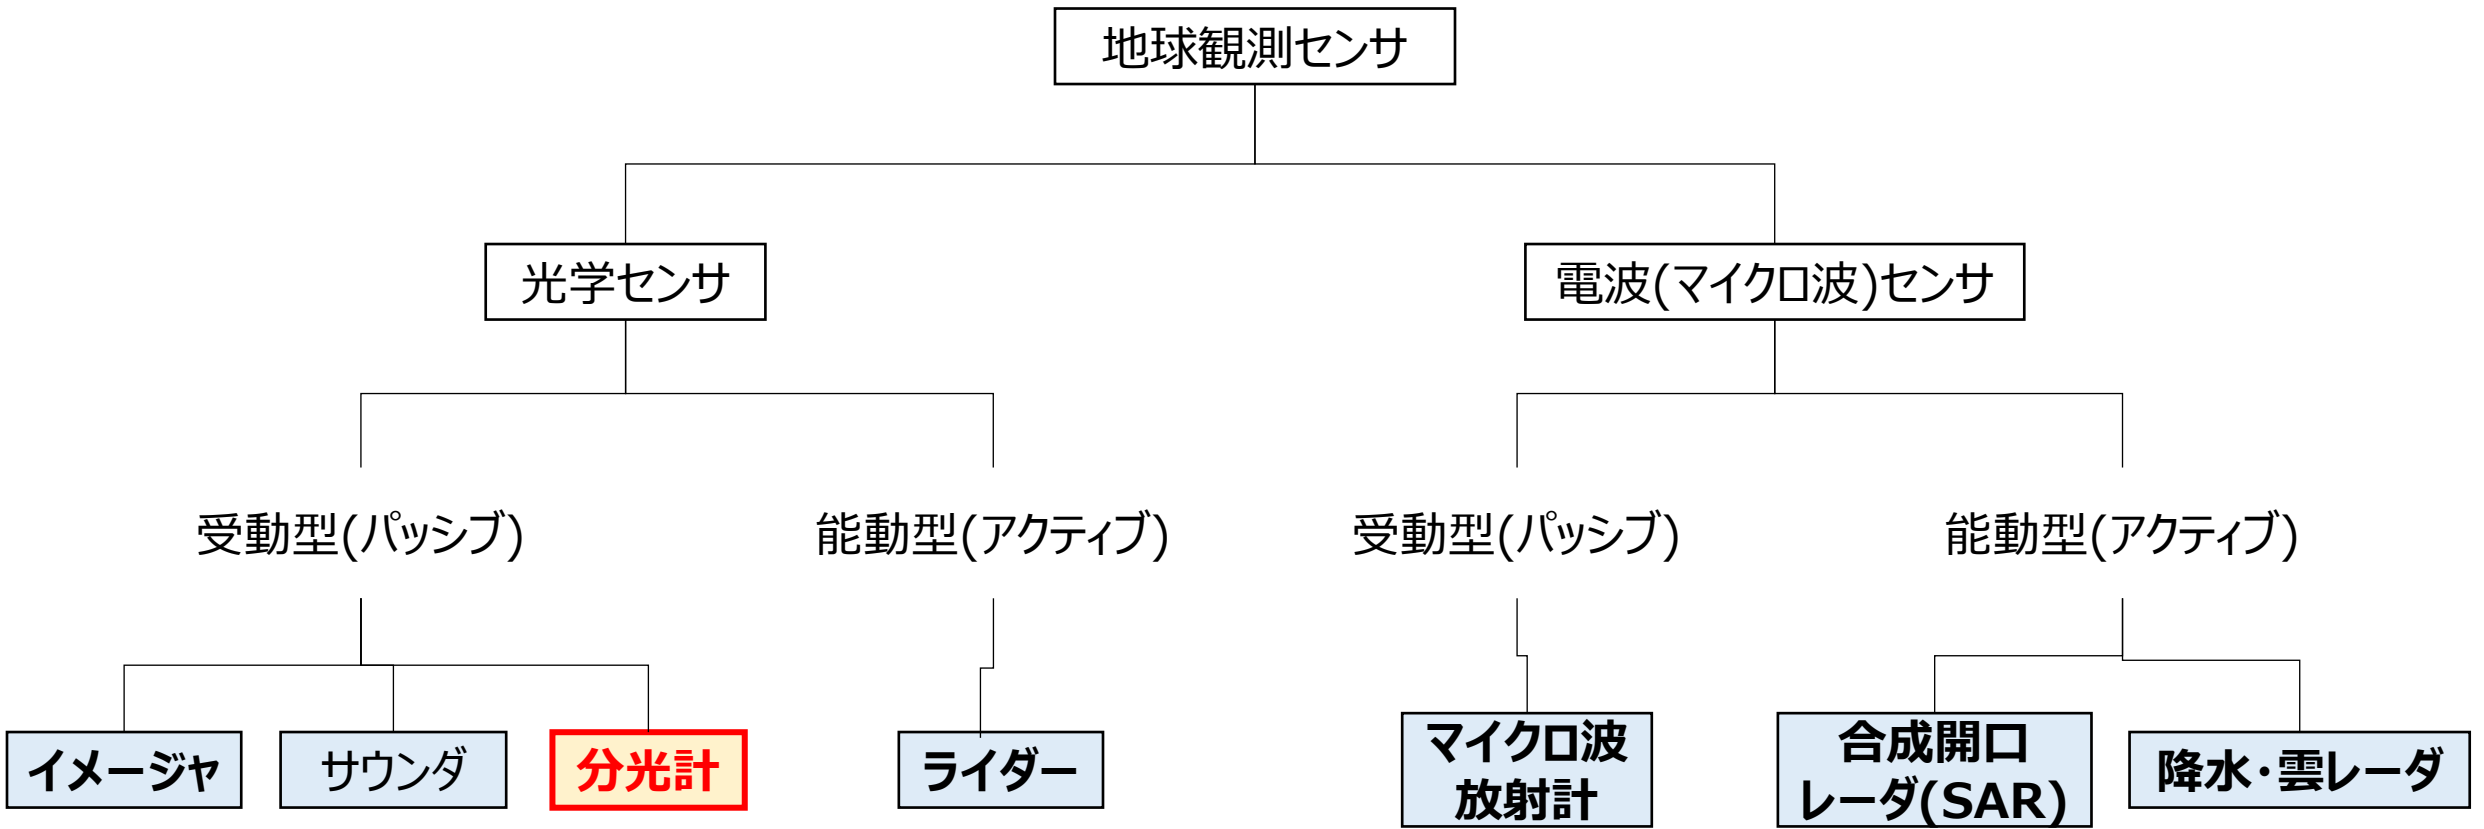 地球観測センサ
光学センサ
電波(マイクロ波)センサ
受動型(パッシブ)
能動型(アクティブ)
受動型(パッシブ)
能動型(アクティブ)
イメージャ
サウンダ
分光計
ライダー
マイクロ波
放射計
合成開口
レーダ(SAR)
降水・雲レーダ